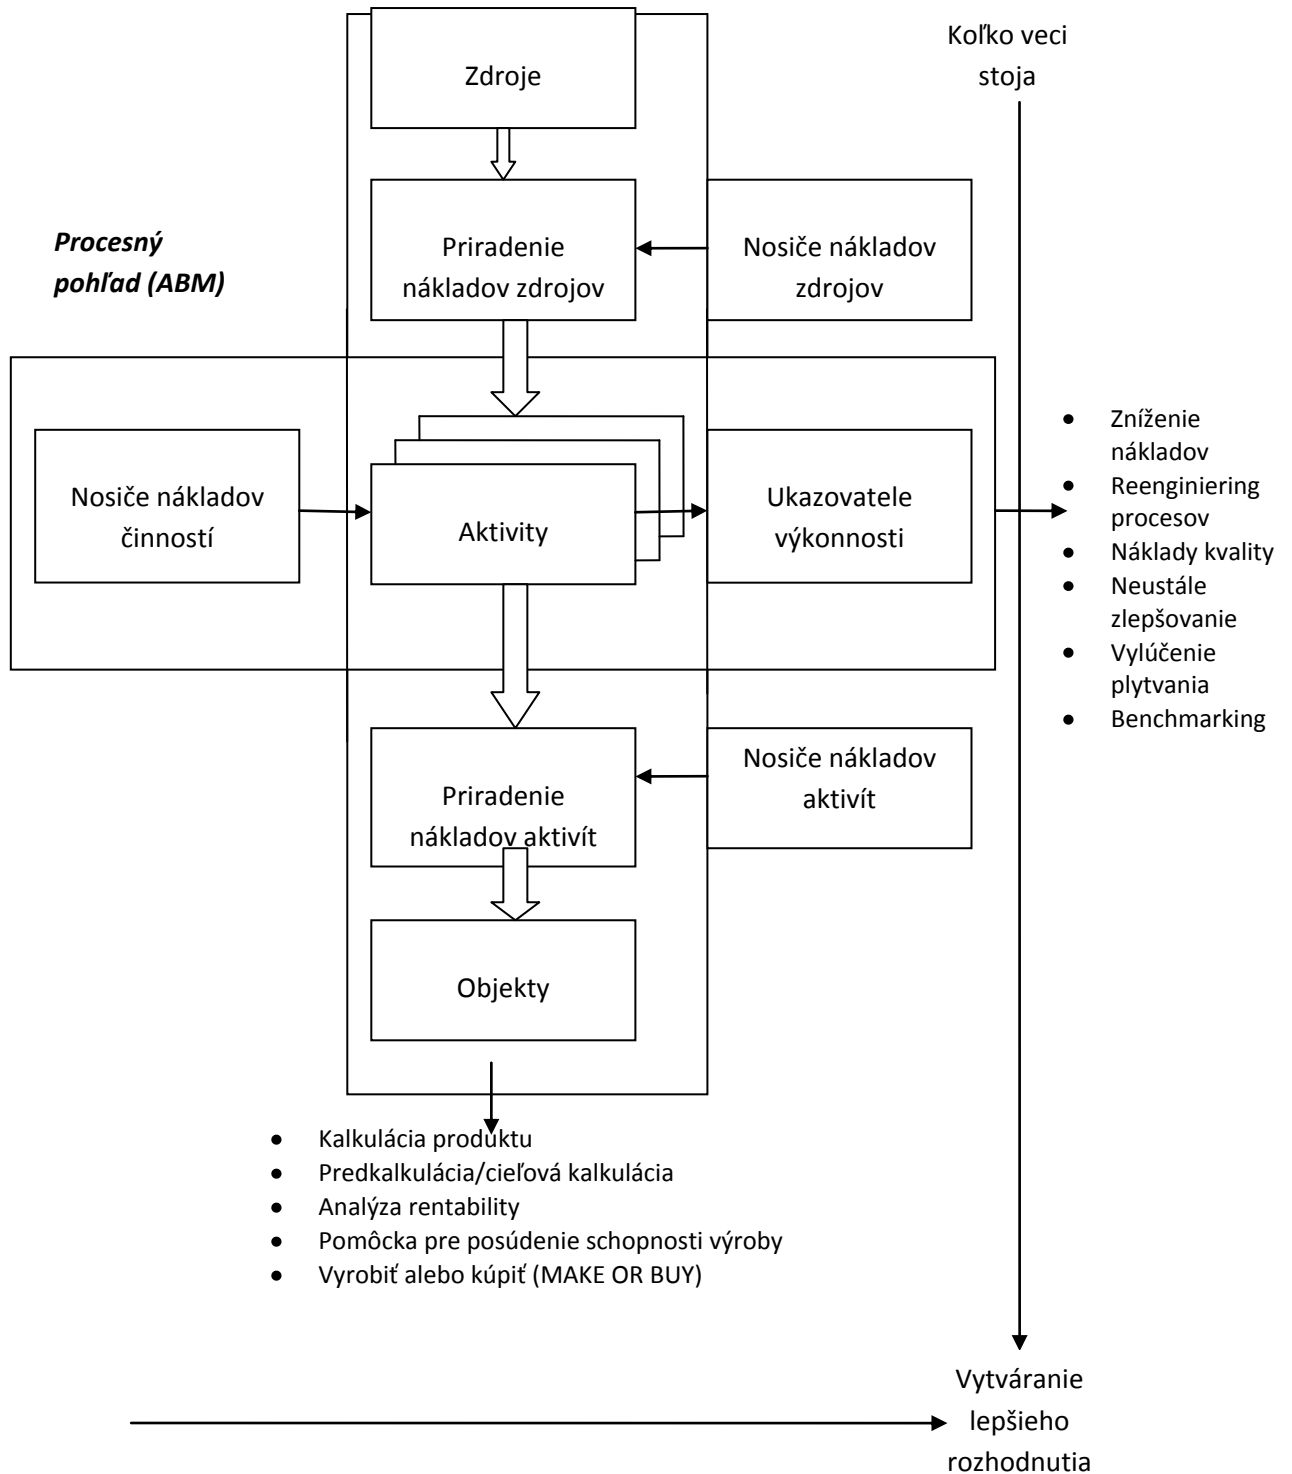 Koľko veci
stoja
Zdroje
Procesný
pohľad (ABM)
Priradenie
nákladov zdrojov
Nosiče nákladov
zdrojov
Nosiče nákladov
činností
Aktivity
Ukazovatele
výkonnosti
• Zníženie
nákladov
• Reenginiering
procesov
• Náklady kvality
• Neustále
zlepšovanie
• Vylúčenie
plytvania
• Benchmarking
Priradenie
nákladov aktivít
Nosiče nákladov
aktivít
Objekty
• Kalkulácia produktu
• Predkalkulácia/cieľová kalkulácia
• Analýza rentability
• Pomôcka pre posúdenie schopnosti výroby
• Vyrobiť alebo kúpiť (MAKE OR BUY)
Vytváranie
lepšieho
rozhodnutia